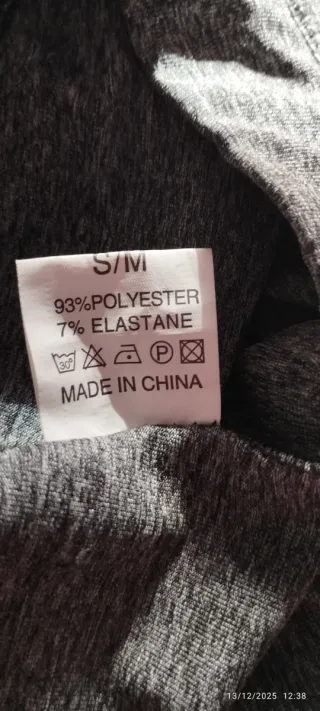 S/M
93%POLYESTER
7% ELASTANE
30° P
MADE IN CHINA
13/12/2025 12:38